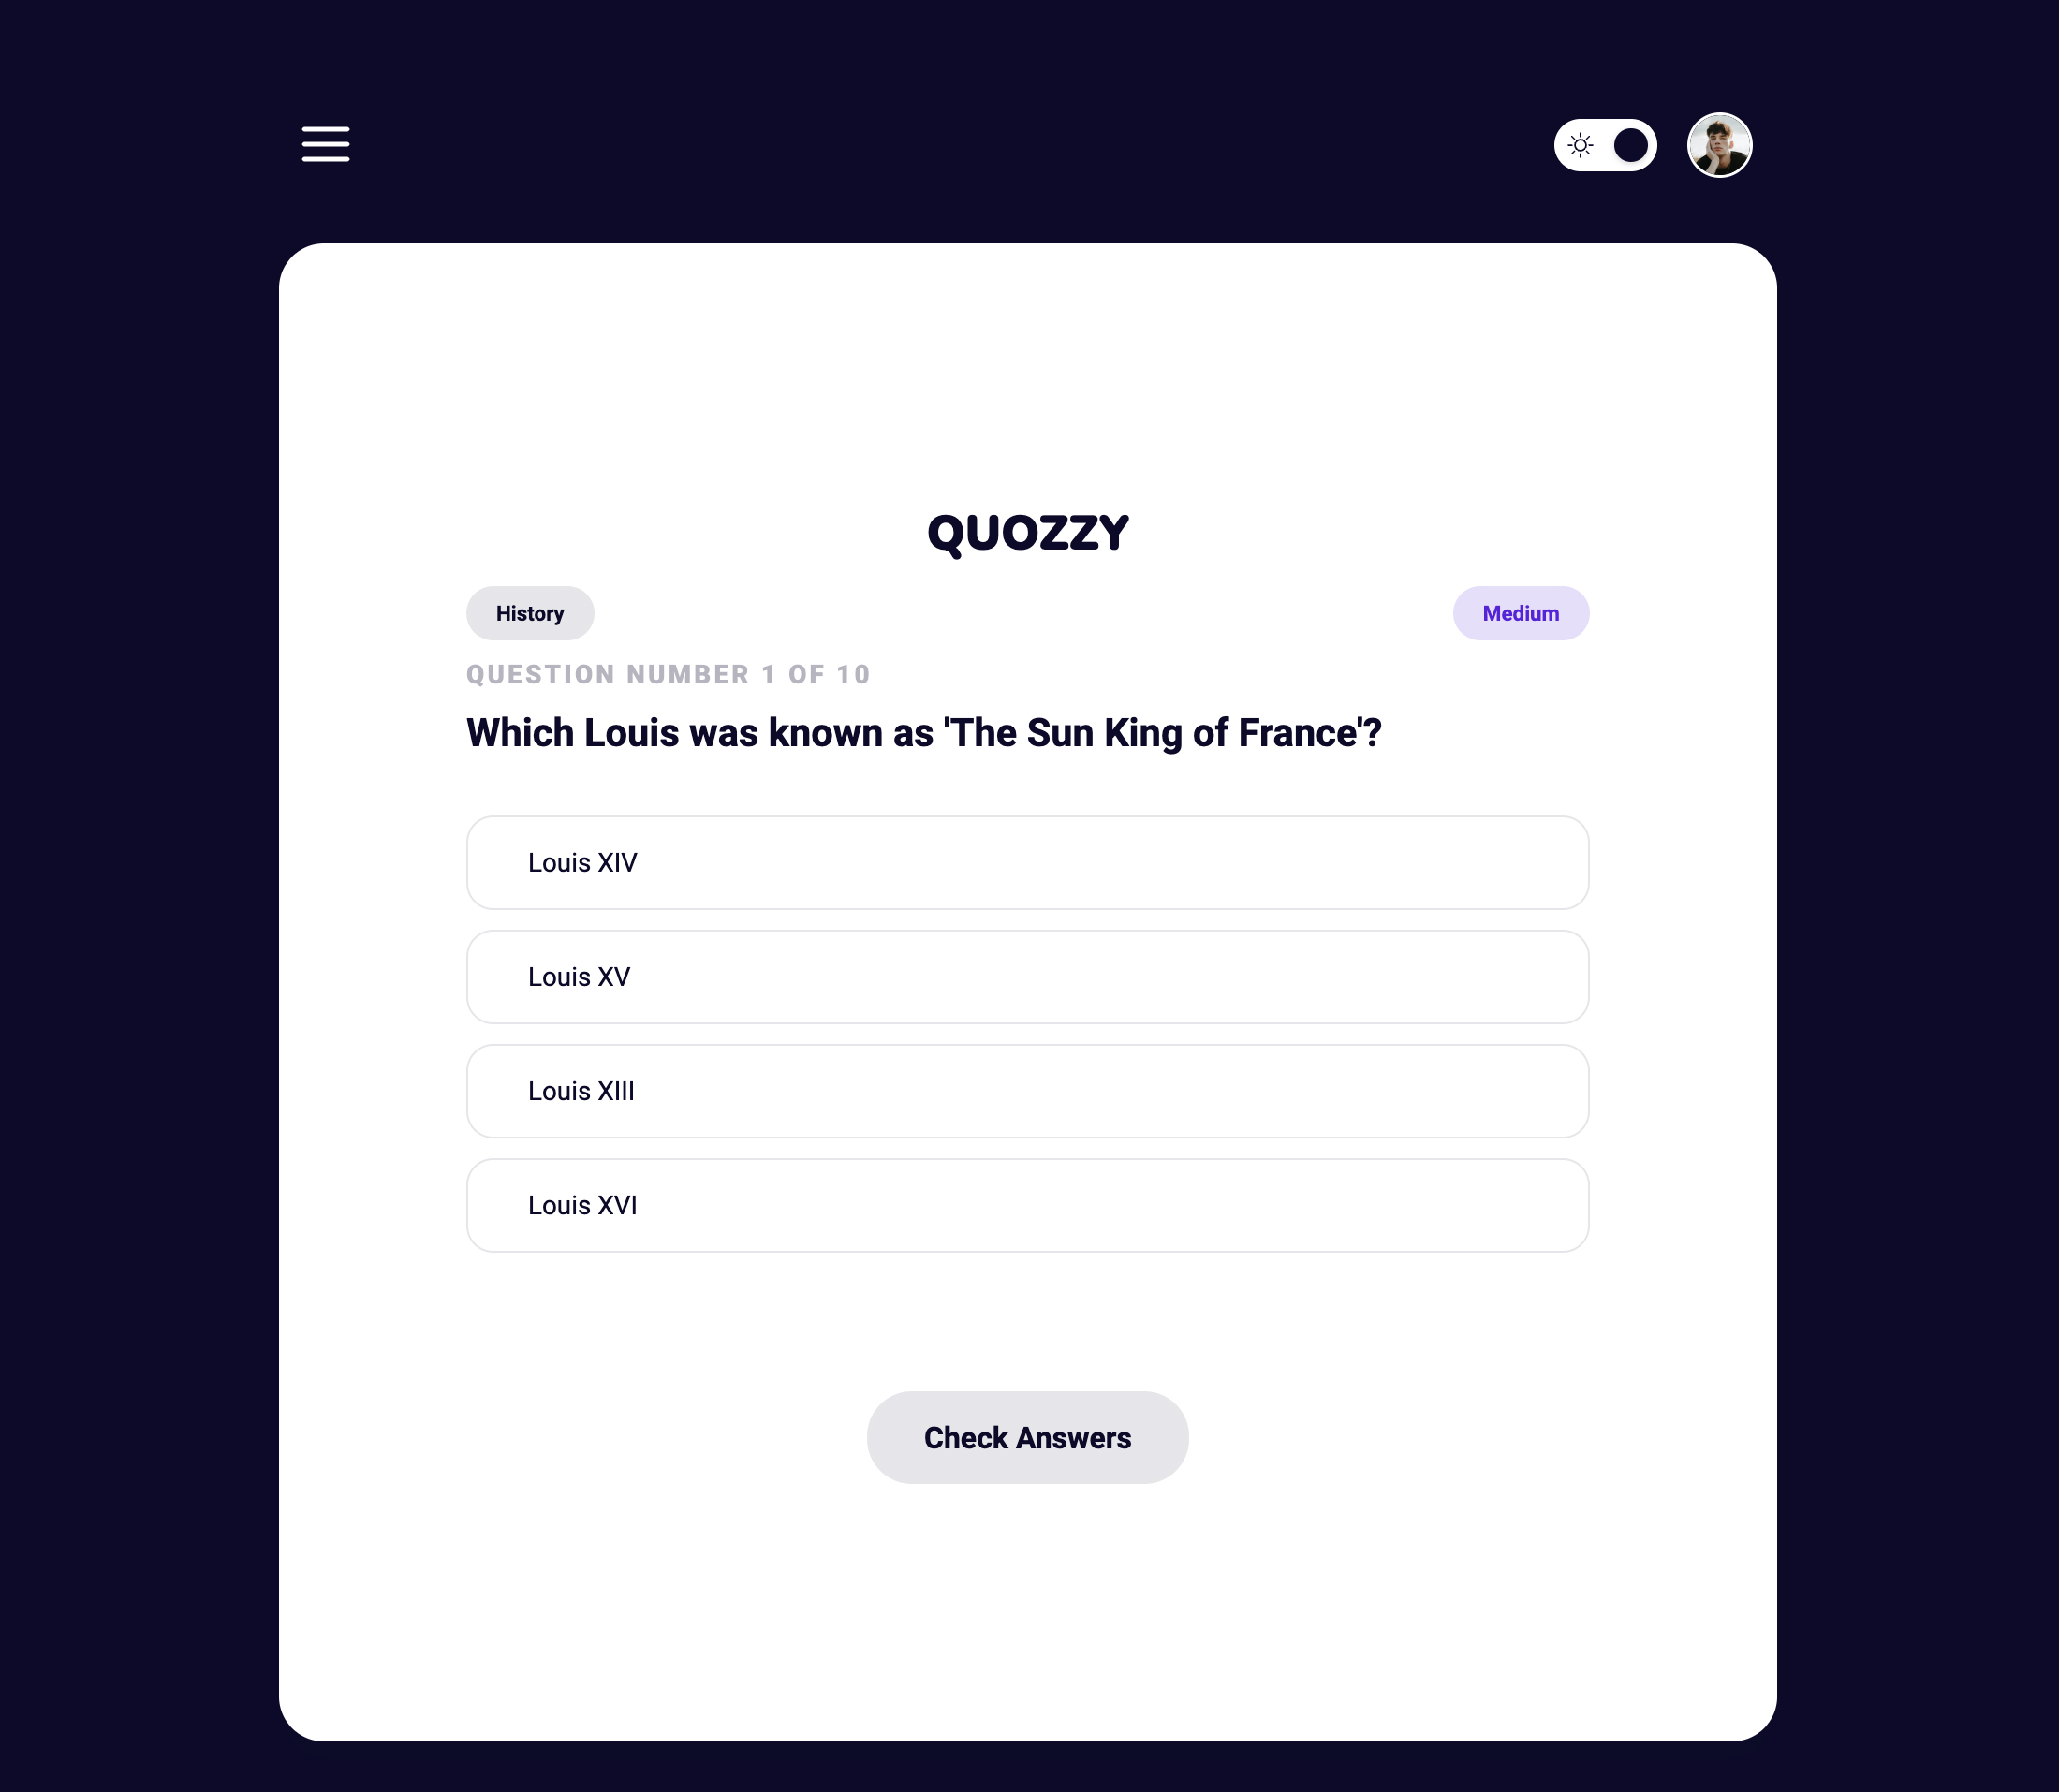 QUOZZY
History
Medium
QUESTION NUMBER 1 OF 10
Which Louis was known as 'The Sun King of France'?
Louis XIV
Louis XV
Louis XIII
Louis XVI
Check Answers